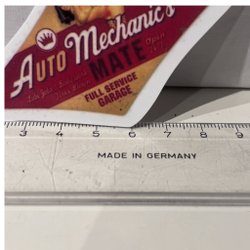 Auto Mechanic's
MATE
FULL SERVICE
GARAGE
3 4 5 6 7 8 9
MADE IN GERMANY